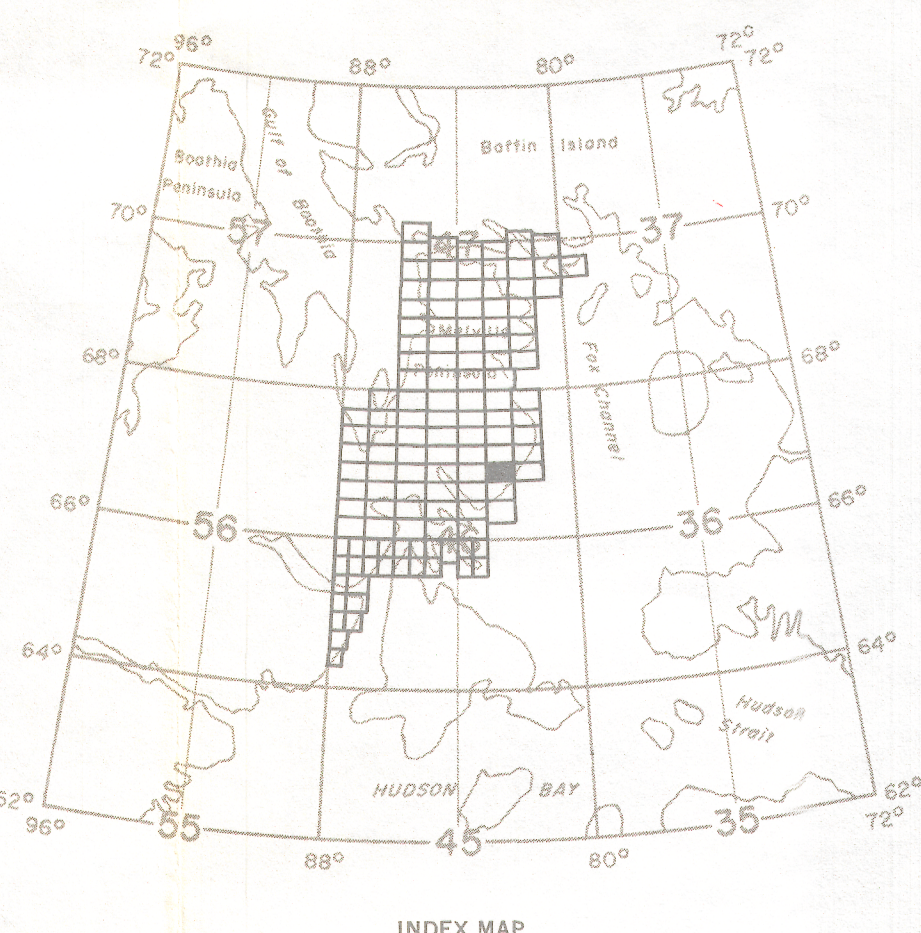 96°
72°
88°
80°
72°
72°
Gulf of
Boothia
Baffin Island
Boothia
Peninsula
70°
57
47
37
70°
Melville
68°
Peninsula
Fox Channel
68°
66°
56
46
36
66°
64°
64°
Hudson
Strait
HUDSON BAY
62°
96°
55
88°
45
80°
35
62°
72°
INDEX MAP